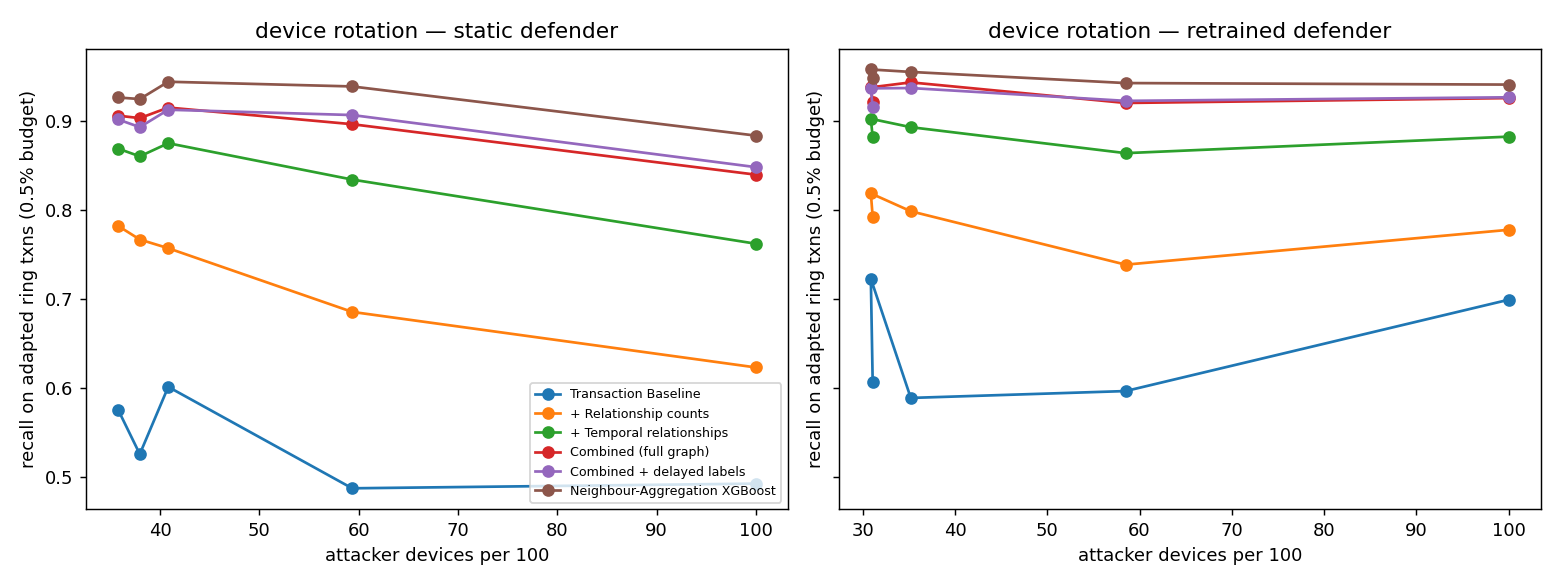 device rotation — static defender
recall on adapted ring txns (0.5% budget)
0.9
0.8
0.7
0.6
0.5
Transaction Baseline
+ Relationship counts
+ Temporal relationships
Combined (full graph)
Combined + delayed labels
Neighbour-Aggregation XGBoost
40 50 60 70 80 90 100
attacker devices per 100
device rotation — retrained defender
recall on adapted ring txns (0.5% budget)
30 40 50 60 70 80 90 100
attacker devices per 100